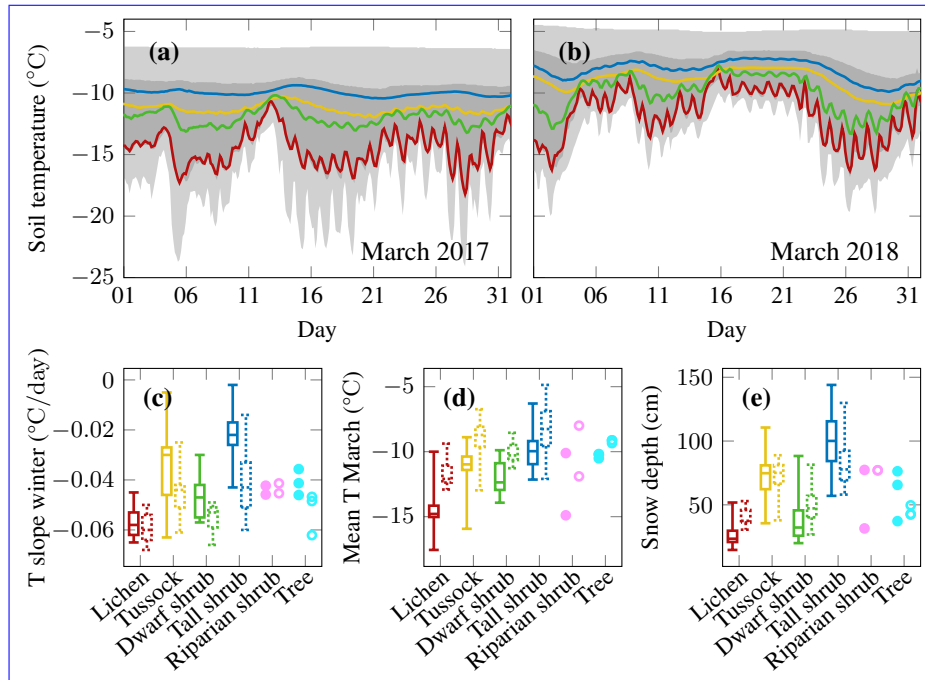 −5
−10
−15
−20
−25
Soil temperature (°C)
(a)
March 2017
01 06 11 16 21 26 31
Day
(b)
March 2018
01 06 11 16 21 26 31
Day
0
−0.02
−0.04
−0.06
T slope winter (°C/day)
(c)
Lichen
Tussock
Dwarf shrub
Tall shrub
Riparian shrub
Tree
−5
−10
−15
Mean T March (°C)
(d)
Lichen
Tussock
Dwarf shrub
Tall shrub
Riparian shrub
Tree
150
100
50
Snow depth (cm)
(e)
Lichen
Tussock
Dwarf shrub
Tall shrub
Riparian shrub
Tree